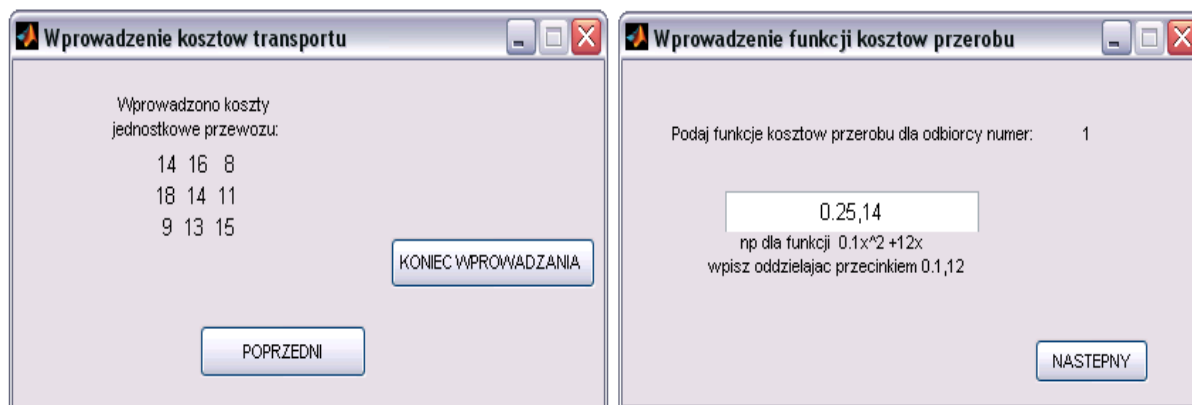 Wprowadzenie kosztow transportu
Wprowadzono koszty
jednostkowe przewozu:
14 16 8
18 14 11
9 13 15
KONIEC WPROWADZANIA
POPRZEDNI
Wprowadzenie funkcji kosztow przerobu
Podaj funkcje kosztow przerobu dla odbiorcy numer: 1
0.25,14
np dla funkcji 0.1x^2 +12x
wpisz oddzielajac przecinkiem 0.1,12
NASTEPNY